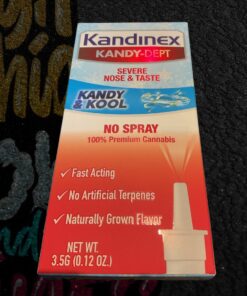 Kandinex
KANDY-DEPT
SEVERE
NOSE & TASTE
KANDY
& KOOL
NO SPRAY
100% Premium Cannabis
✓ Fast Acting
✓ No Artificial Terpenes
✓ Naturally Grown Flavor
NET WT.
3.5G (0.12 OZ.)